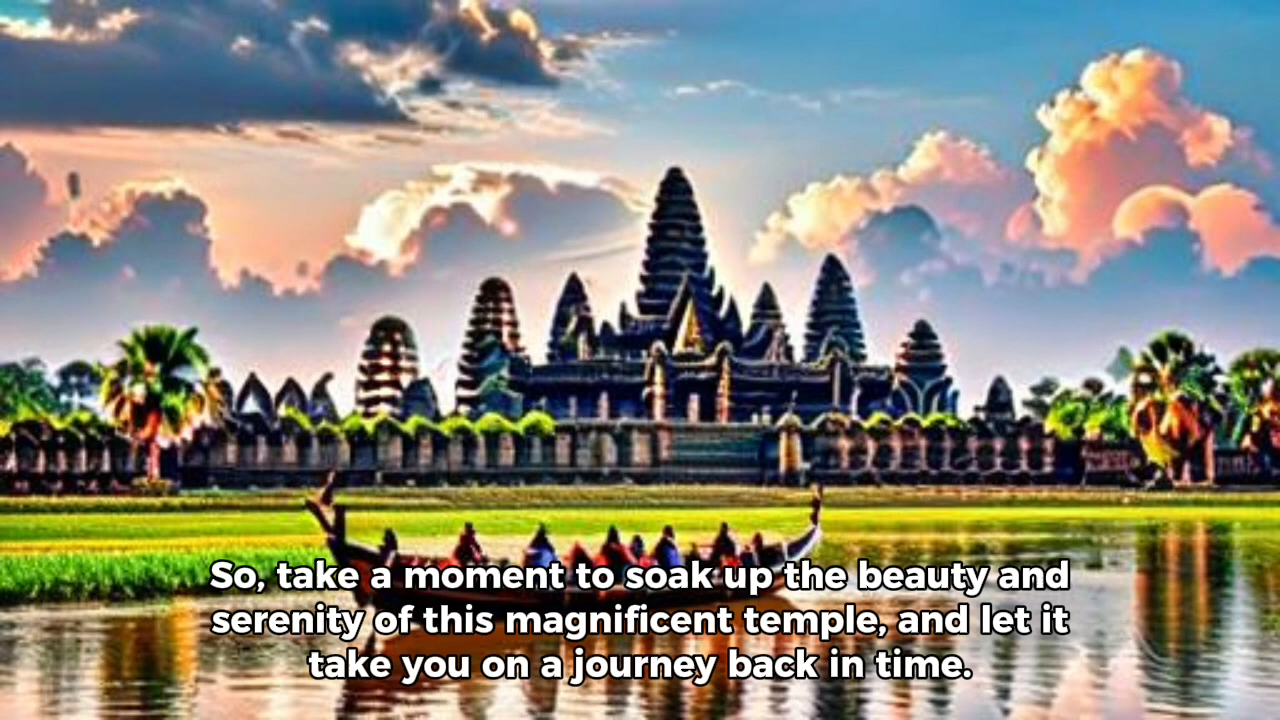 So, take a moment to soak up the beauty and
serenity of this magnificent temple, and let it
take you on a journey back in time.